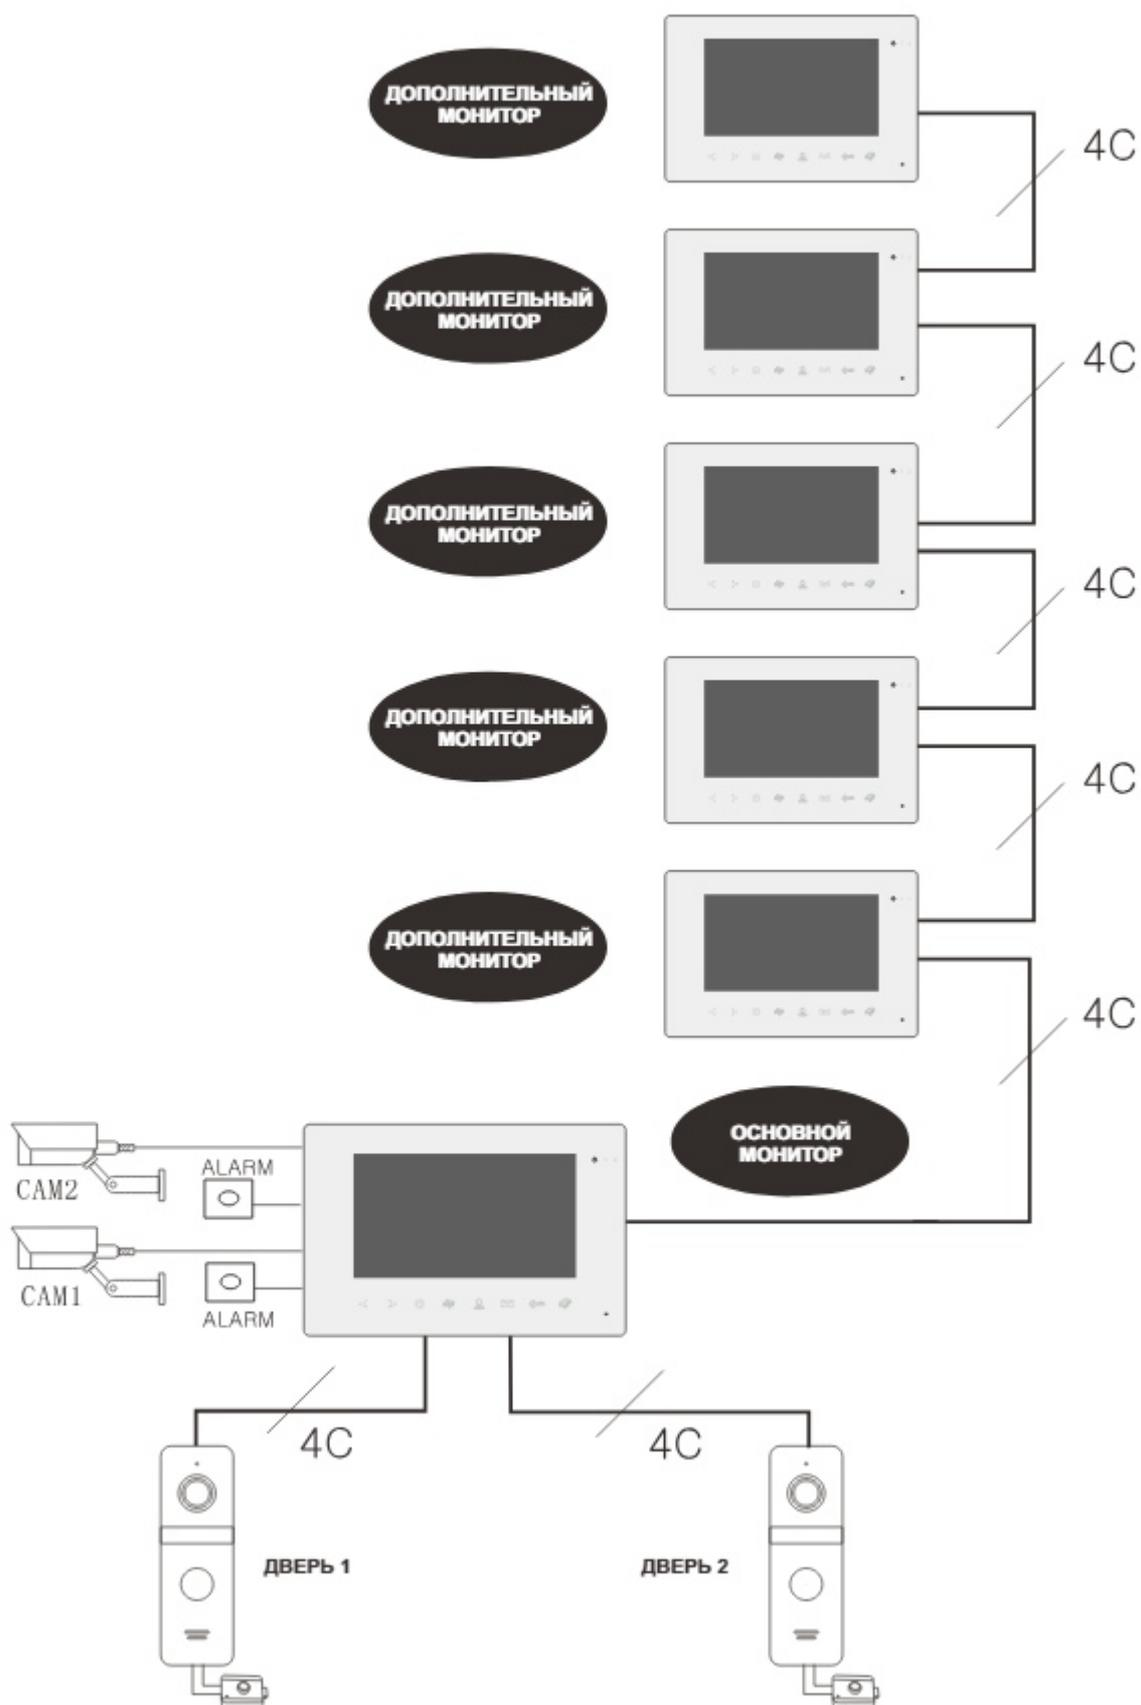 ДОПОЛНИТЕЛЬНЫЙ
МОНИТОР
4C
ДОПОЛНИТЕЛЬНЫЙ
МОНИТОР
4C
ДОПОЛНИТЕЛЬНЫЙ
МОНИТОР
4C
ДОПОЛНИТЕЛЬНЫЙ
МОНИТОР
4C
ДОПОЛНИТЕЛЬНЫЙ
МОНИТОР
4C
ОСНОВНОЙ
МОНИТОР
CAM2
ALARM
CAM1
ALARM
4C
4C
ДВЕРЬ 1
ДВЕРЬ 2